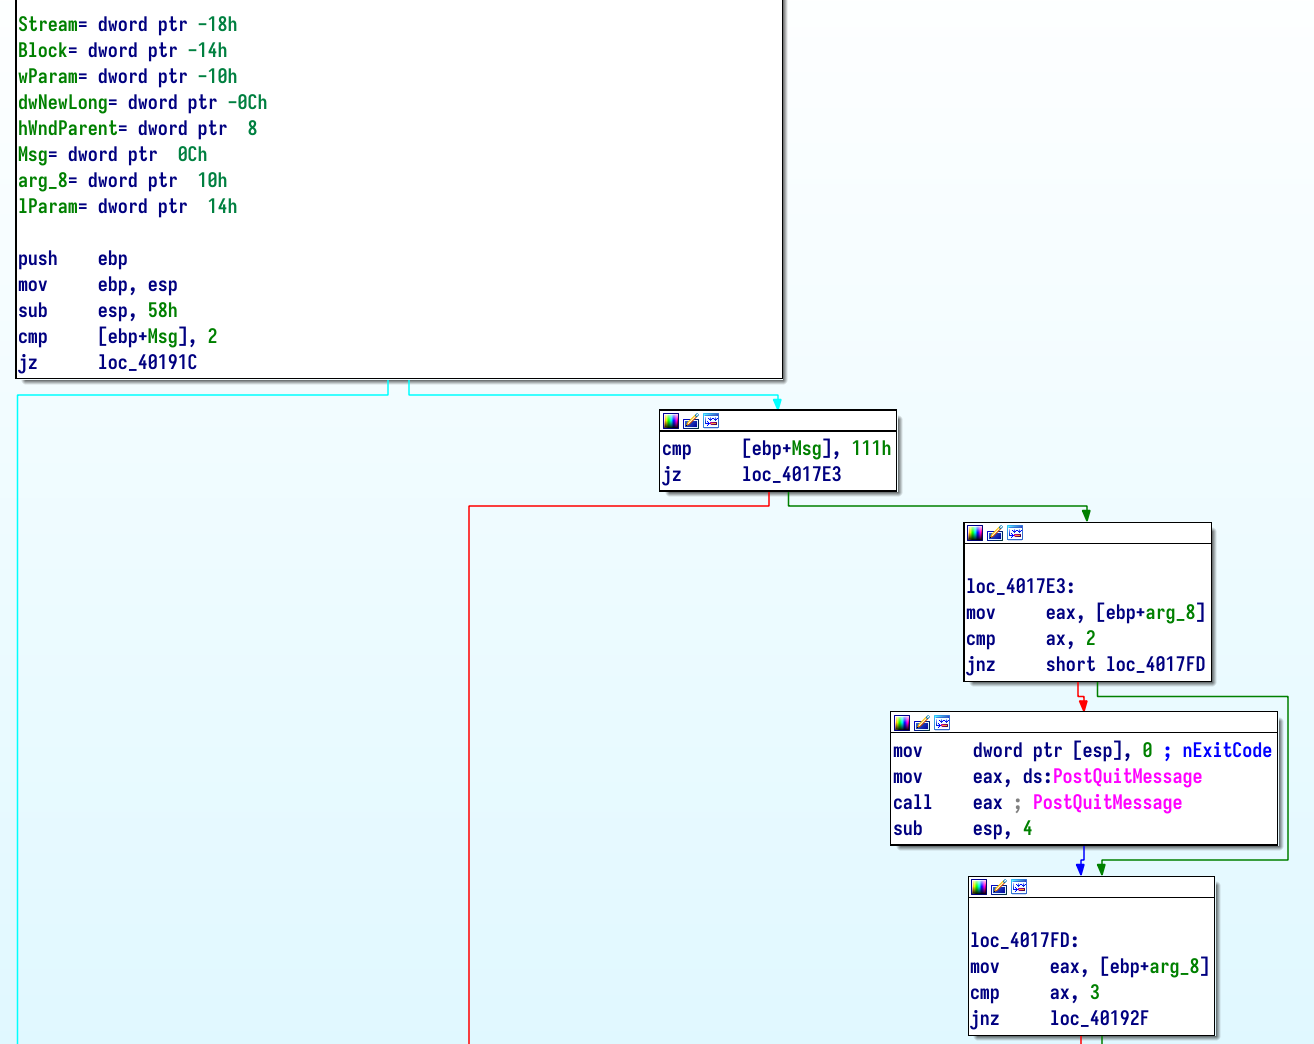 Stream= dword ptr -18h
Block= dword ptr -14h
wParam= dword ptr -10h
dwNewLong= dword ptr -0Ch
hWndParent= dword ptr  8
Msg= dword ptr  0Ch
arg_8= dword ptr  10h
lParam= dword ptr  14h
push    ebp
mov     ebp, esp
sub     esp, 58h
cmp     [ebp+Msg], 2
jz      loc_40191C
cmp     [ebp+Msg], 111h
jz      loc_4017E3
loc_4017E3:
mov     eax, [ebp+arg_8]
cmp     ax, 2
jnz     short loc_4017FD
mov     dword ptr [esp], 0 ; nExitCode
mov     eax, ds:PostQuitMessage
call    eax ; PostQuitMessage
sub     esp, 4
loc_4017FD:
mov     eax, [ebp+arg_8]
cmp     ax, 3
jnz     loc_40192F